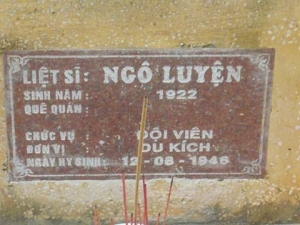 LIỆT SĨ: NGÔ LUYỆN
SINH NĂM: 1922
QUÊ QUÁN:
CHỨC VỤ: ĐỘI VIÊN
ĐƠN VỊ: DU KÍCH
NGÀY HY SINH: 12-08-1946